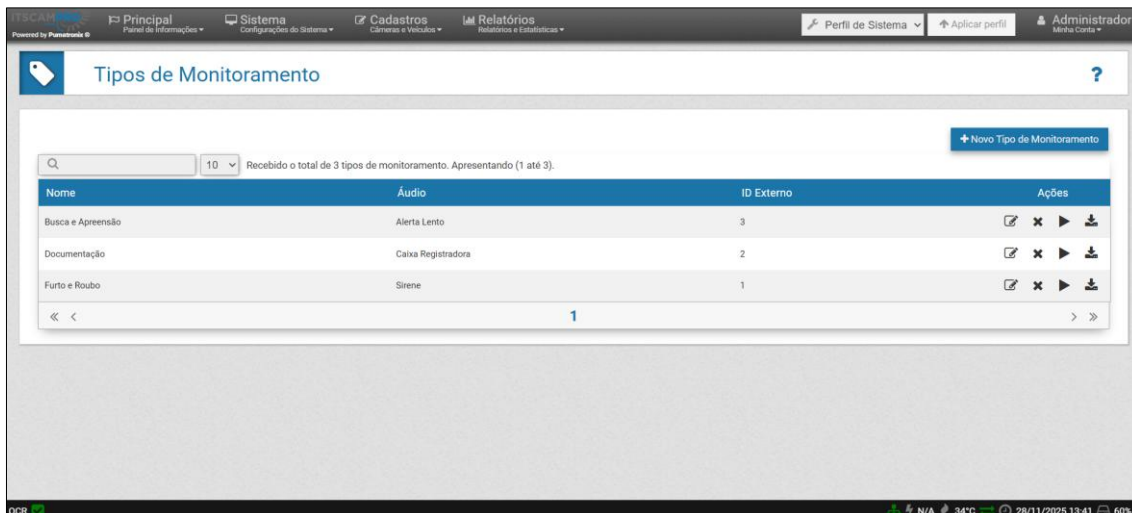 ITSCAMPRO
Powered by Pumatronix ®
Principal
Painel de Informações
Sistema
Configurações do Sistema
Cadastros
Câmeras e Veículos
Relatórios
Relatórios e Estatísticas
Perfil de Sistema
Aplicar perfil
Administrador
Minha Conta
Tipos de Monitoramento
?
+ Novo Tipo de Monitoramento
10 Recebido o total de 3 tipos de monitoramento. Apresentando (1 até 3).
Nome Áudio ID Externo Ações
Busca e Apreensão Alerta Lento 3
Documentação Caixa Registradora 2
Furto e Roubo Sirene 1
« < 1 > »
OCR N/A 34°C 28/11/2025 13:41 60%